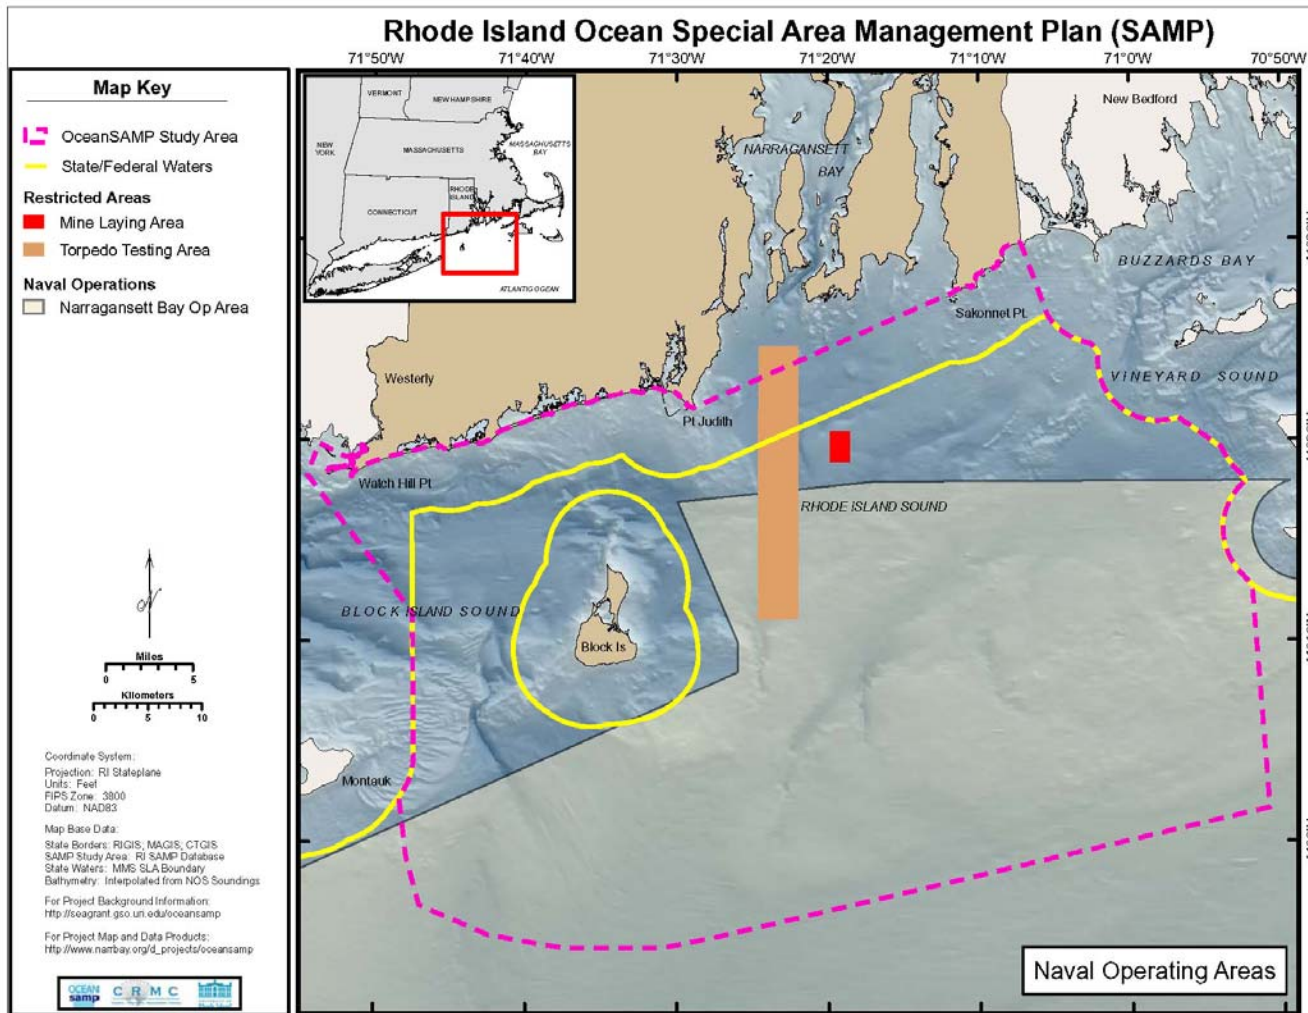 Rhode Island Ocean Special Area Management Plan (SAMP)
71°50'W
71°40'W
71°30'W
71°20'W
71°10'W
71°0'W
70°50'W
Map Key
OceanSAMP Study Area
State/Federal Waters
Restricted Areas
Mine Laying Area
Torpedo Testing Area
Naval Operations
Narragansett Bay Op Area
VERMONT
NEW HAMPSHIRE
NEW
YORK
MASSACHUSETTS
MASSACHUSETTS
BAY
RHODE
ISLAND
CONNECTICUT
ATLANTIC OCEAN
New Bedford
NARRAGANSETT
BAY
BUZZARDS BAY
Sakonnet Pt.
Westerly
VINEYARD SOUND
Pt Judith
Watch Hill Pt
RHODE ISLAND SOUND
BLOCK ISLAND SOUND
Block Is
Montauk
Miles
0 5
Kilometers
0 5 10
Coordinate System:
Projection: RI Stateplane
Units: Feet
FIPS Zone: 3800
Datum: NAD83
Map Base Data:
State Borders: RIGIS, MAGIS, CTGIS
SAMP Study Area: RI SAMP Database
State Waters: MMS SLA Boundary
Bathymetry: Interpolated from NOS Soundings
For Project Background Information:
http://seagrant.gso.uri.edu/oceansamp
For Project Map and Data Products:
http://www.narrbay.org/d_projects/oceansamp
OCEAN
samp
CRMC
Naval Operating Areas